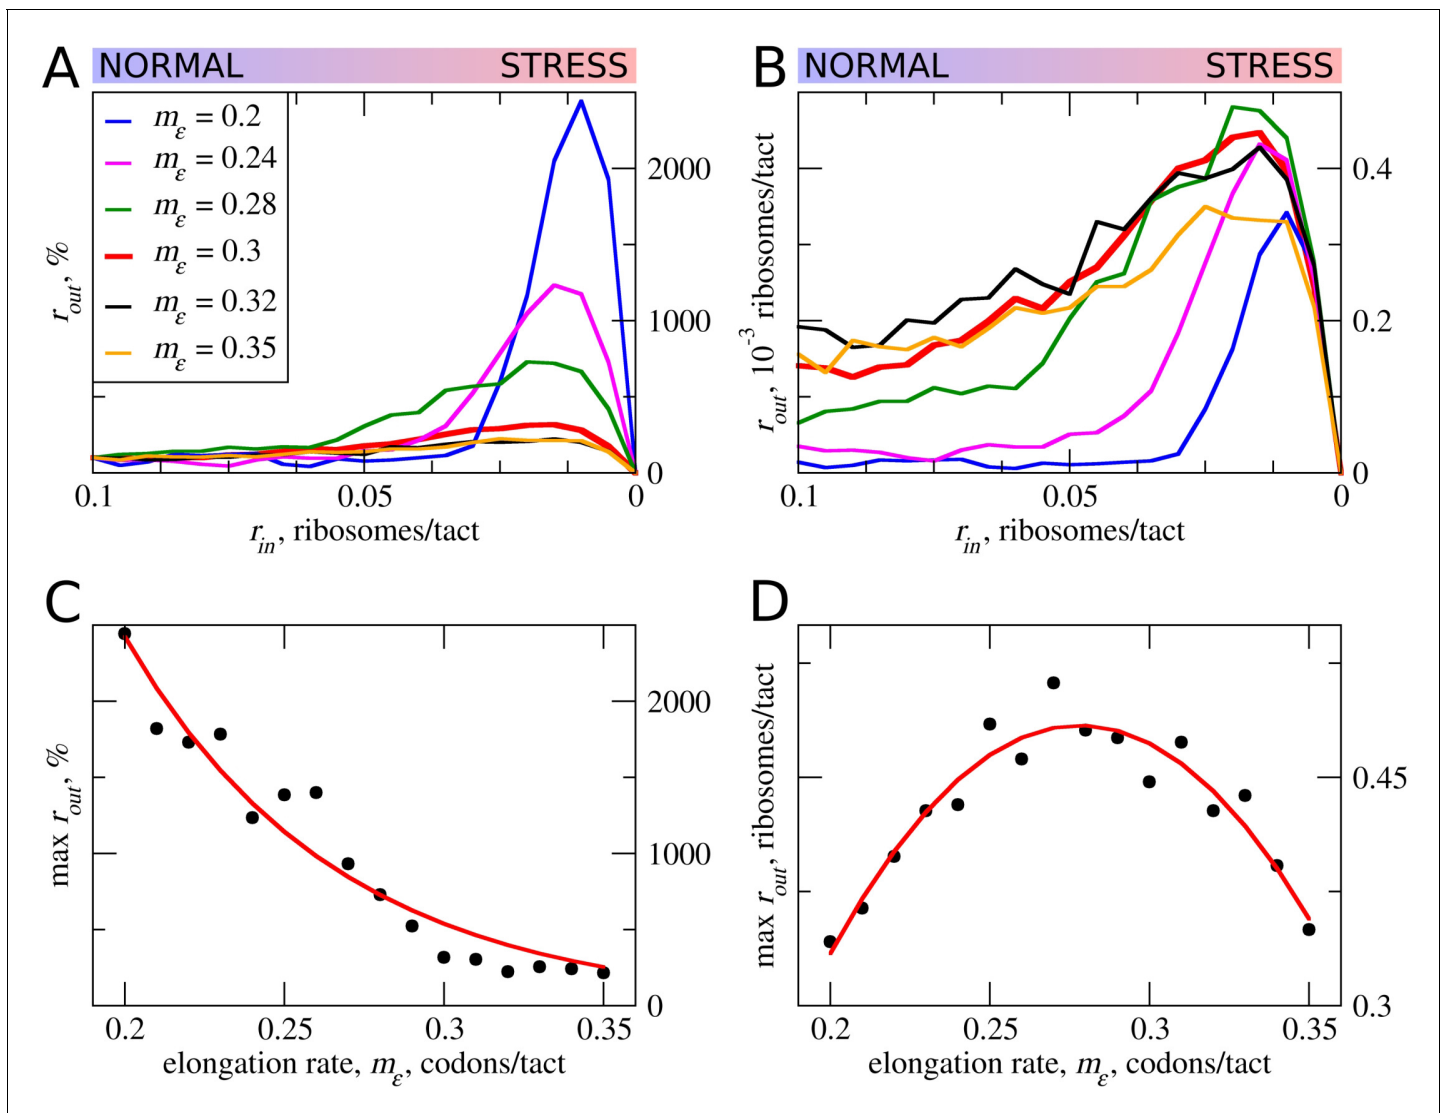 A
NORMAL
STRESS
mε = 0.2
mε = 0.24
mε = 0.28
mε = 0.3
mε = 0.32
mε = 0.35
rout, %
2000
1000
0
0.1
0.05
0
rin, ribosomes/tact
B
NORMAL
STRESS
rout, 10-3 ribosomes/tact
0.4
0.2
0
0.1
0.05
0
rin, ribosomes/tact
C
max rout, %
2000
1000
0
0.2
0.25
0.3
0.35
elongation rate, mε, codons/tact
D
max rout, ribosomes/tact
0.45
0.3
0.2
0.25
0.3
0.35
elongation rate, mε, codons/tact